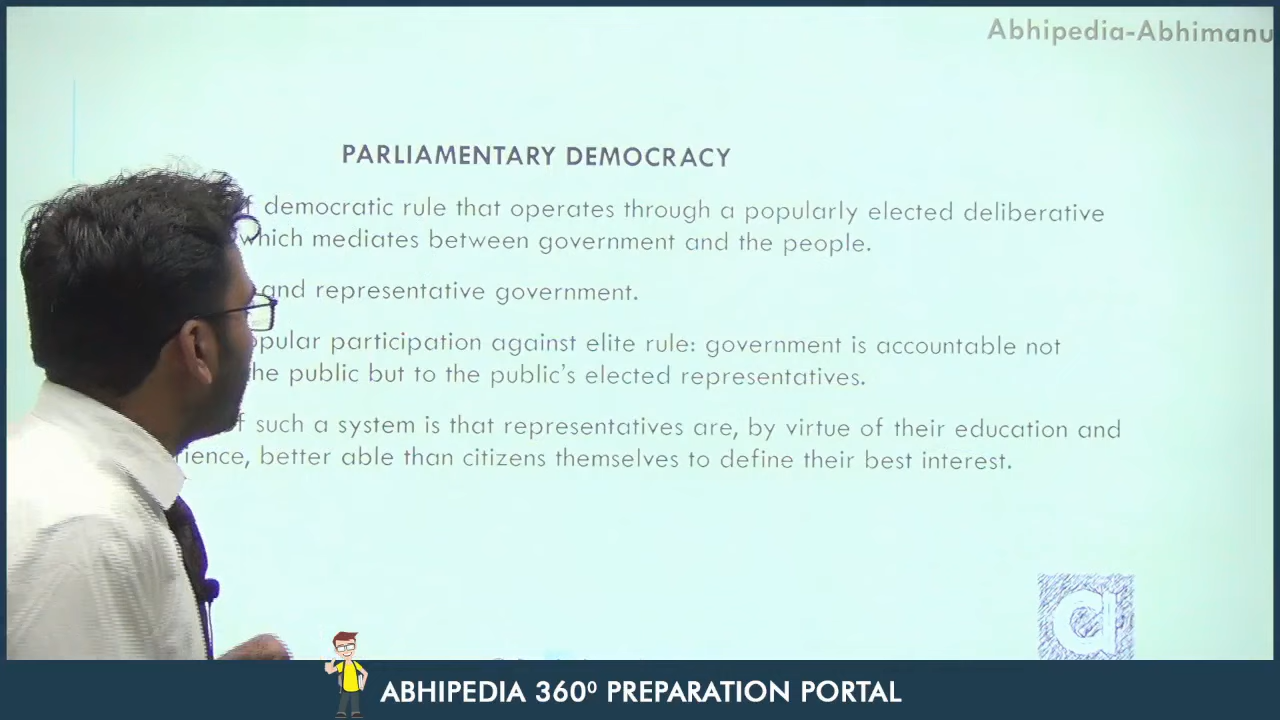 Abhipedia-Abhimanu
PARLIAMENTARY DEMOCRACY
democratic rule that operates through a popularly elected deliberative
which mediates between government and the people.
and representative government.
participation against elite rule: government is accountable not
the public but to the public's elected representatives.
such a system is that representatives are, by virtue of their education and
better able than citizens themselves to define their best interest.
ABHIPEDIA 360⁰ PREPARATION PORTAL